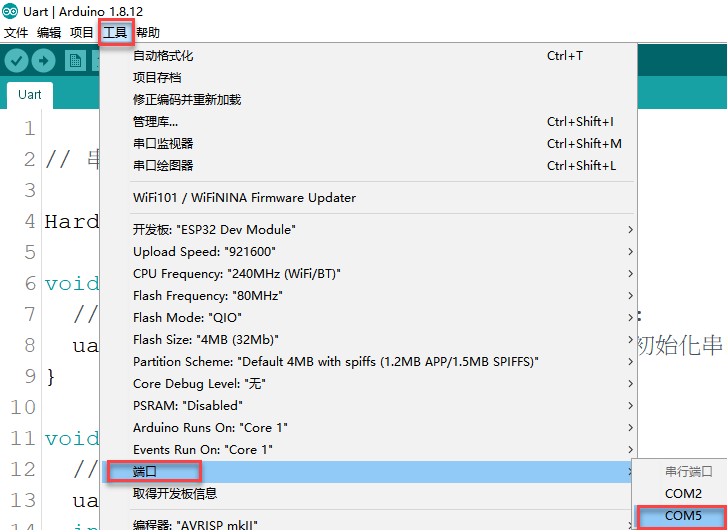 Uart | Arduino 1.8.12
文件 编辑 项目 工具 帮助
Uart
自动格式化 Ctrl+T
项目存档
修正编码并重新加载
管理库... Ctrl+Shift+I
串口监视器 Ctrl+Shift+M
串口绘图器 Ctrl+Shift+L
WiFi101 / WiFiNINA Firmware Updater
开发板: "ESP32 Dev Module"
Upload Speed: "921600"
CPU Frequency: "240MHz (WiFi/BT)"
Flash Frequency: "80MHz"
Flash Mode: "QIO"
Flash Size: "4MB (32Mb)"
Partition Scheme: "Default 4MB with spiffs (1.2MB APP/1.5MB SPIFFS)"
Core Debug Level: "无"
PSRAM: "Disabled"
Arduino Runs On: "Core 1"
Events Run On: "Core 1"
端口
取得开发板信息
编程器: "AVRISP mkII"
串行端口
COM2
COM5
1
2 // 串
3
4 Hard
5
6 void
7 // :
8 ua 初始化串
9 }
10
11 void
12 //
13 ua
14 in